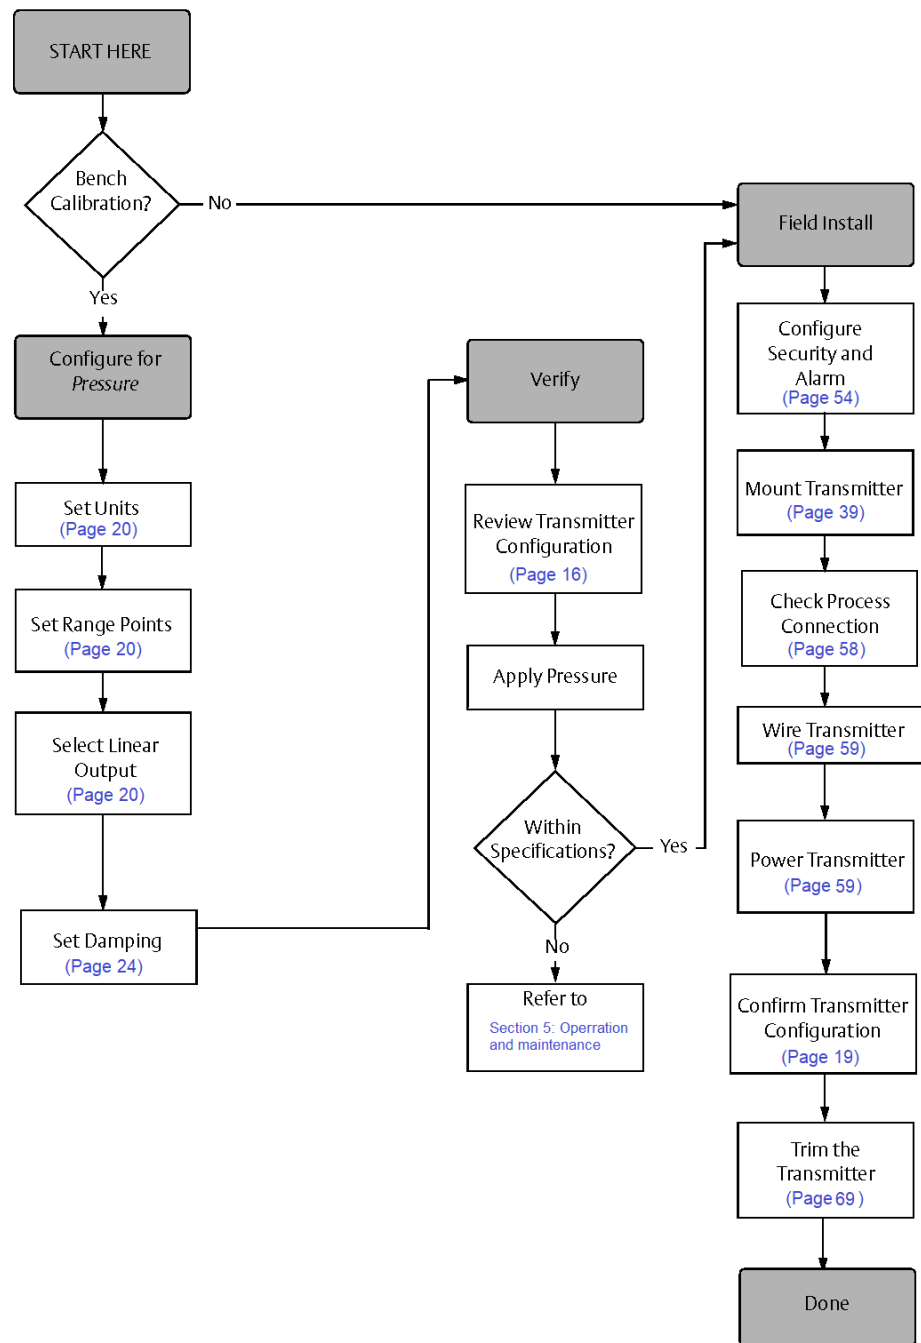 START HERE
Bench
Calibration?
No
Yes
Configure for
Pressure
Set Units
(Page 20)
Set Range Points
(Page 20)
Select Linear
Output
(Page 20)
Set Damping
(Page 24)
Verify
Review Transmitter
Configuration
(Page 16)
Apply Pressure
Within
Specifications?
Yes
No
Refer to
Section 5: Operration
and maintenance
Field Install
Configure
Security and
Alarm
(Page 54)
Mount Transmitter
(Page 39)
Check Process
Connection
(Page 58)
Wire Transmitter
(Page 59)
Power Transmitter
(Page 59)
Confirm Transmitter
Configuration
(Page 19)
Trim the
Transmitter
(Page 69)
Done